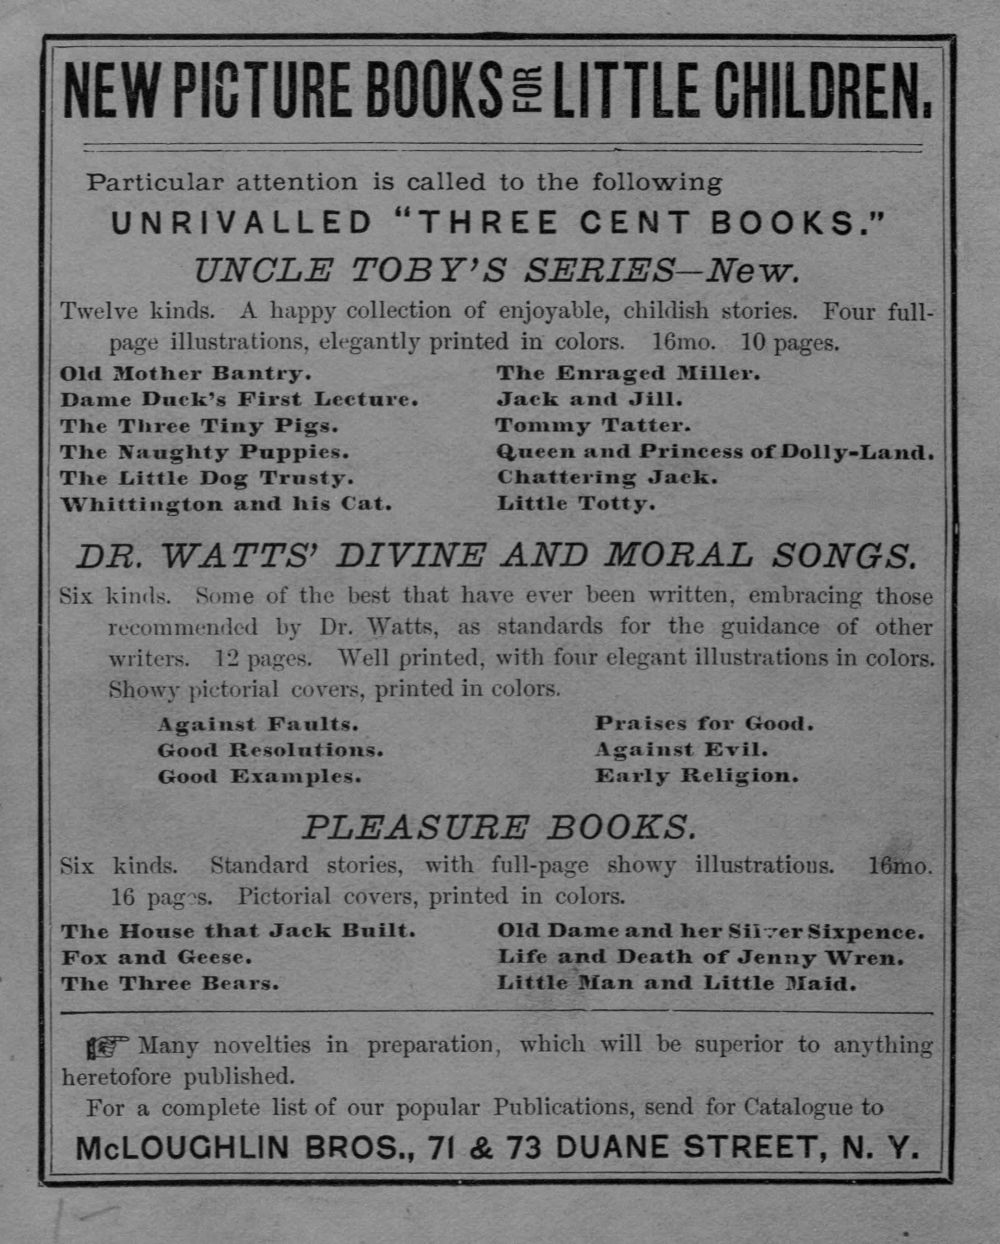 NEW PICTURE BOOKS FOR LITTLE CHILDREN.
Particular attention is called to the following
UNRIVALLED "THREE CENT BOOKS."
UNCLE TOBY'S SERIES—New.
Twelve kinds. A happy collection of enjoyable, childish stories. Four full-
page illustrations, elegantly printed in colors. 16mo. 10 pages.
Old Mother Bantry. The Enraged Miller.
Dame Duck's First Lecture. Jack and Jill.
The Three Tiny Pigs. Tommy Tatter.
The Naughty Puppies. Queen and Princess of Dolly-Land.
The Little Dog Trusty. Chattering Jack.
Whittington and his Cat. Little Totty.
DR. WATTS' DIVINE AND MORAL SONGS.
Six kinds. Some of the best that have ever been written, embracing those
recommended by Dr. Watts, as standards for the guidance of other
writers. 12 pages. Well printed, with four elegant illustrations in colors.
Showy pictorial covers, printed in colors.
Against Faults. Praises for Good.
Good Resolutions. Against Evil.
Good Examples. Early Religion.
PLEASURE BOOKS.
Six kinds. Standard stories, with full-page showy illustrations. 16mo.
16 pages. Pictorial covers, printed in colors.
The House that Jack Built. Old Dame and her Silver Sixpence.
Fox and Geese. Life and Death of Jenny Wren.
The Three Bears. Little Man and Little Maid.
☞ Many novelties in preparation, which will be superior to anything
heretofore published.
For a complete list of our popular Publications, send for Catalogue to
McLOUGHLIN BROS., 71 & 73 DUANE STREET, N. Y.